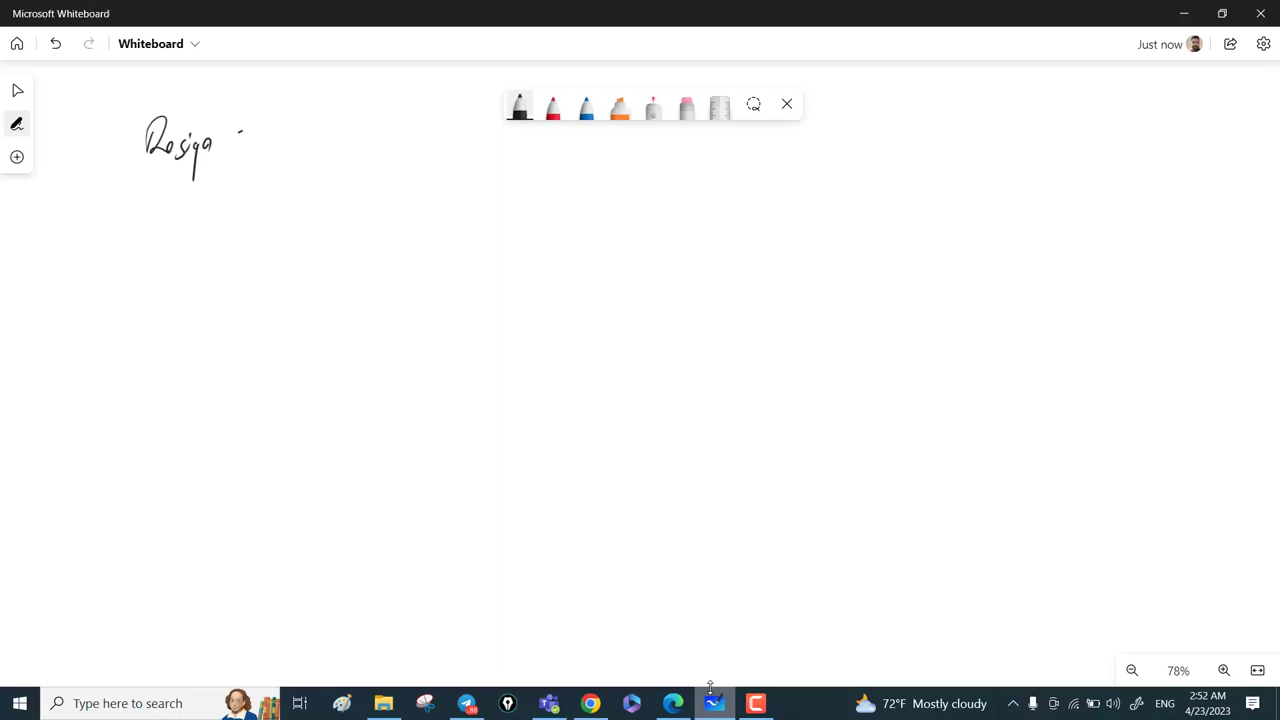 Microsoft Whiteboard
Whiteboard
Just now
Design
78%
Type here to search
72°F Mostly cloudy
ENG
2:52 AM
4/23/2023